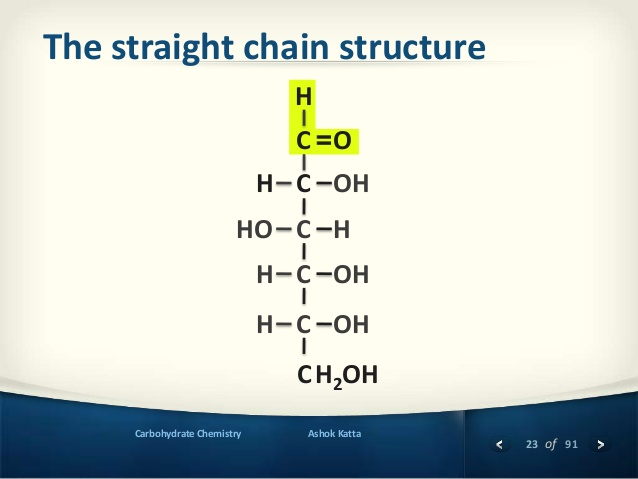 The straight chain structure
H
C=O
H–C–OH
HO–C–H
H–C–OH
H–C–OH
CH₂OH
Carbohydrate Chemistry Ashok Katta
< 23 of 91 >